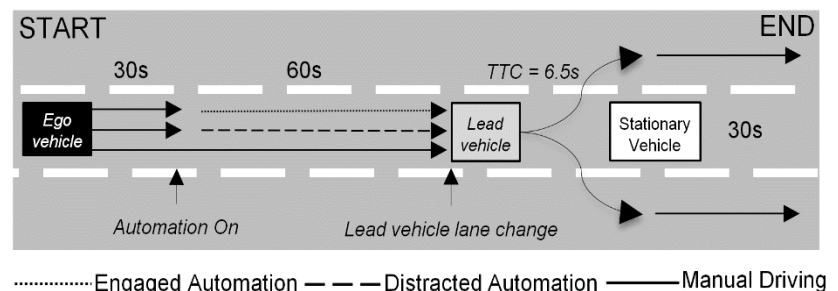 START
END
30s
60s
TTC = 6.5s
Ego
vehicle
Lead
vehicle
Stationary
Vehicle
30s
Automation On
Lead vehicle lane change
Engaged Automation
Distracted Automation
Manual Driving